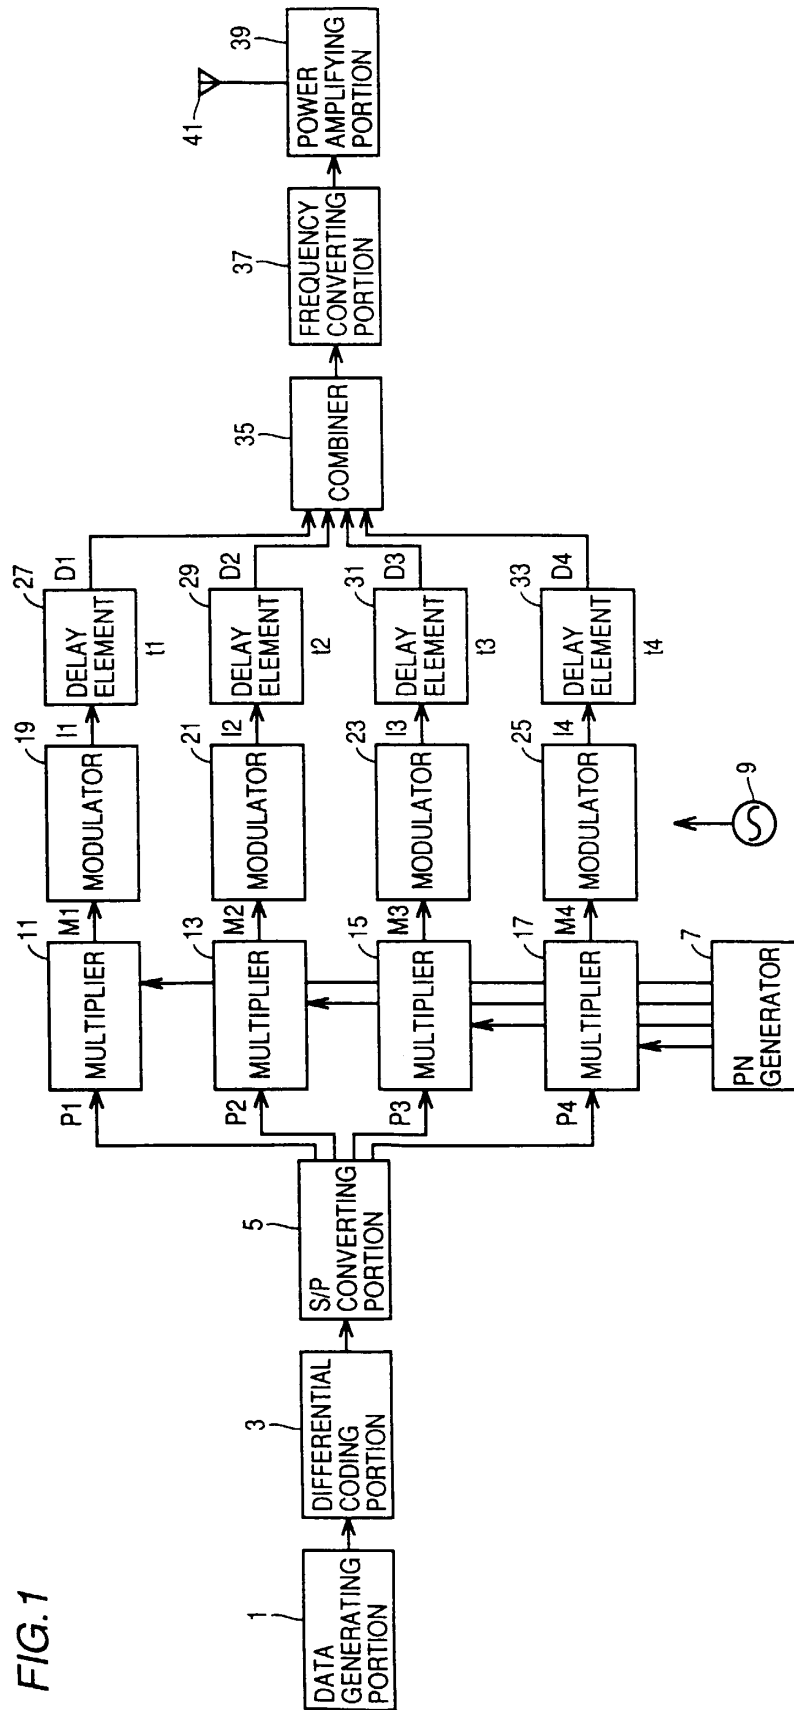 FIG.1
1
DATA
GENERATING
PORTION
3
DIFFERENTIAL
CODING
PORTION
5
S/P
CONVERTING
PORTION
P1
P2
P3
P4
11
MULTIPLIER
13
MULTIPLIER
15
MULTIPLIER
17
MULTIPLIER
7
PN
GENERATOR
M1
M2
M3
M4
19
MODULATOR
21
MODULATOR
23
MODULATOR
25
MODULATOR
9
I1
I2
I3
I4
27
DELAY
ELEMENT
t1
29
DELAY
ELEMENT
t2
31
DELAY
ELEMENT
t3
33
DELAY
ELEMENT
t4
D1
D2
D3
D4
35
COMBINER
37
FREQUENCY
CONVERTING
PORTION
39
POWER
AMPLIFYING
PORTION
41